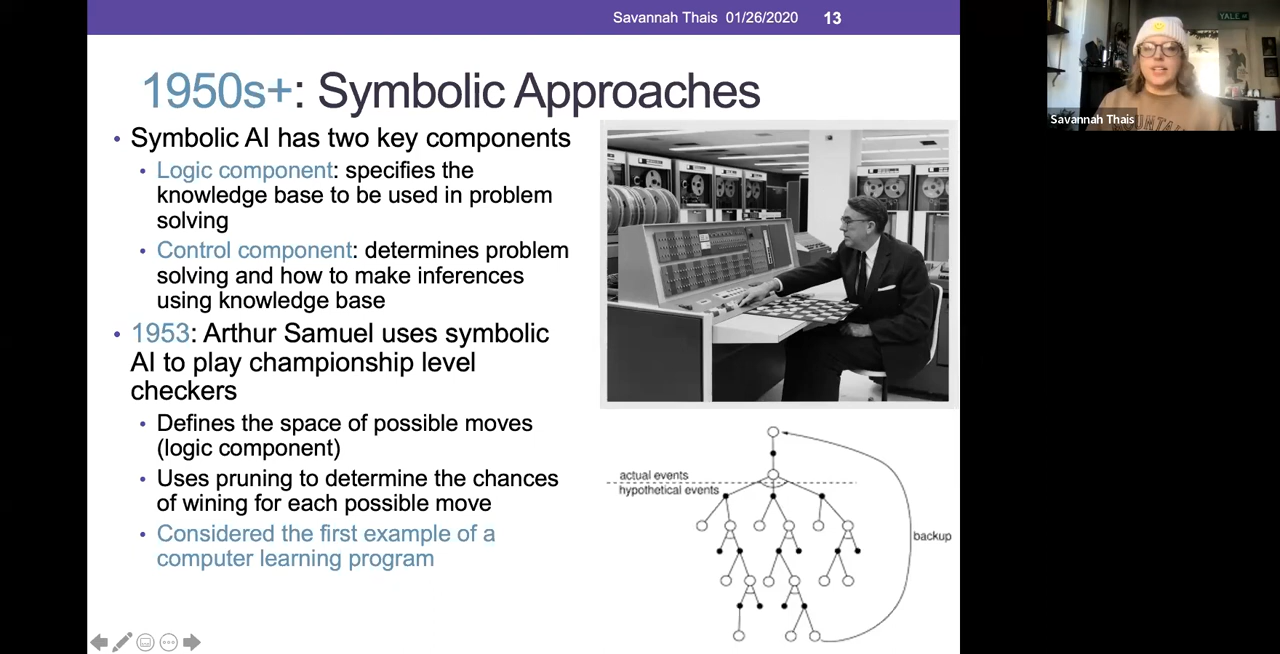 Savannah Thais 01/26/2020 13
YALE
Savannah Thais
1950s+: Symbolic Approaches
• Symbolic AI has two key components
• Logic component: specifies the
knowledge base to be used in problem
solving
• Control component: determines problem
solving and how to make inferences
using knowledge base
• 1953: Arthur Samuel uses symbolic
AI to play championship level
checkers
• Defines the space of possible moves
(logic component)
• Uses pruning to determine the chances
of wining for each possible move
• Considered the first example of a
computer learning program
actual events
hypothetical events
backup